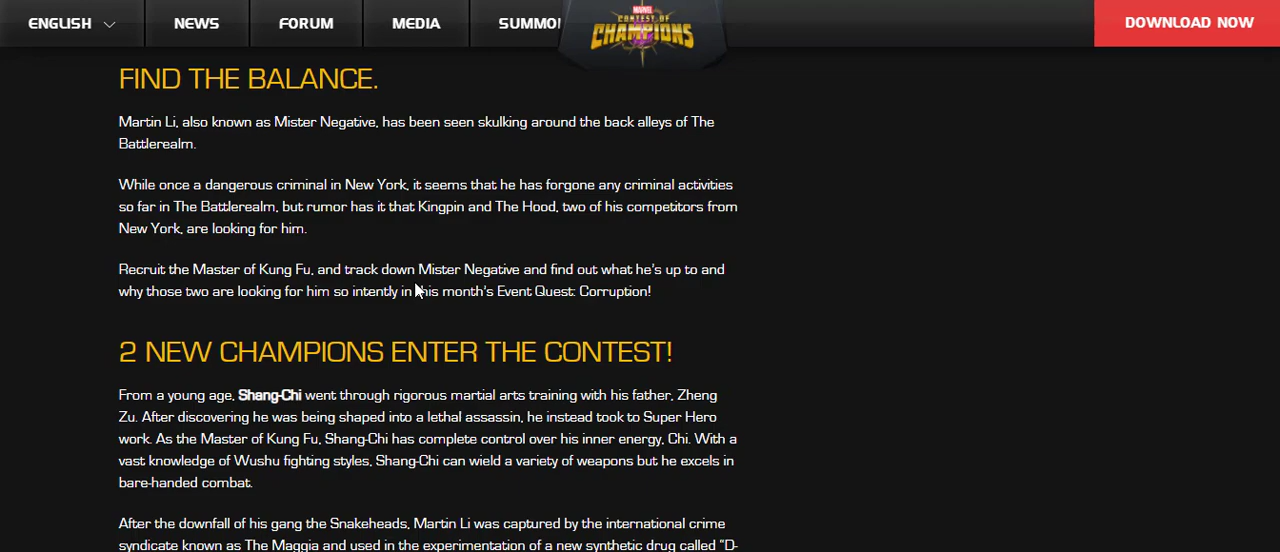 ENGLISH NEWS FORUM MEDIA SUMMO MARVEL CONTEST OF CHAMPIONS DOWNLOAD NOW
FIND THE BALANCE.
Martin Li, also known as Mister Negative, has been seen skulking around the back alleys of The
Battlerealm.
While once a dangerous criminal in New York, it seems that he has forgone any criminal activities
so far in The Battlerealm, but rumor has it that Kingpin and The Hood, two of his competitors from
New York, are looking for him.
Recruit the Master of Kung Fu, and track down Mister Negative and find out what he's up to and
why those two are looking for him so intently in this month's Event Quest: Corruption!
2 NEW CHAMPIONS ENTER THE CONTEST!
From a young age, Shang-Chi went through rigorous martial arts training with his father, Zheng
Zu. After discovering he was being shaped into a lethal assassin, he instead took to Super Hero
work. As the Master of Kung Fu, Shang-Chi has complete control over his inner energy, Chi. With a
vast knowledge of Wushu fighting styles, Shang-Chi can wield a variety of weapons but he excels in
bare-handed combat.
After the downfall of his gang the Snakeheads, Martin Li was captured by the international crime
syndicate known as The Maggia and used in the experimentation of a new synthetic drug called “D-